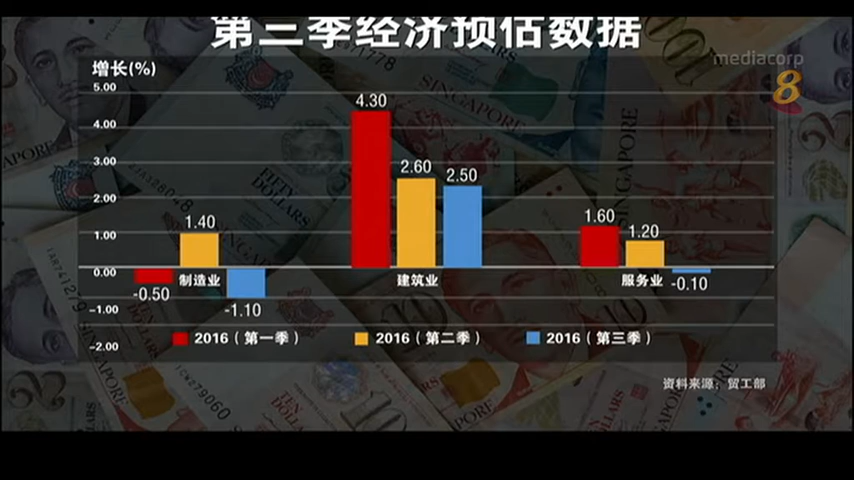 第三季经济预估数据
mediacorp
8
增长(%)
5.00
4.00
3.00
2.00
1.00
0.00
-1.00
-2.00
-0.50
1.40
-1.10
制造业
4.30
2.60
2.50
建筑业
1.60
1.20
-0.10
服务业
2016(第一季)
2016(第二季)
2016(第三季)
资料来源:贸工部